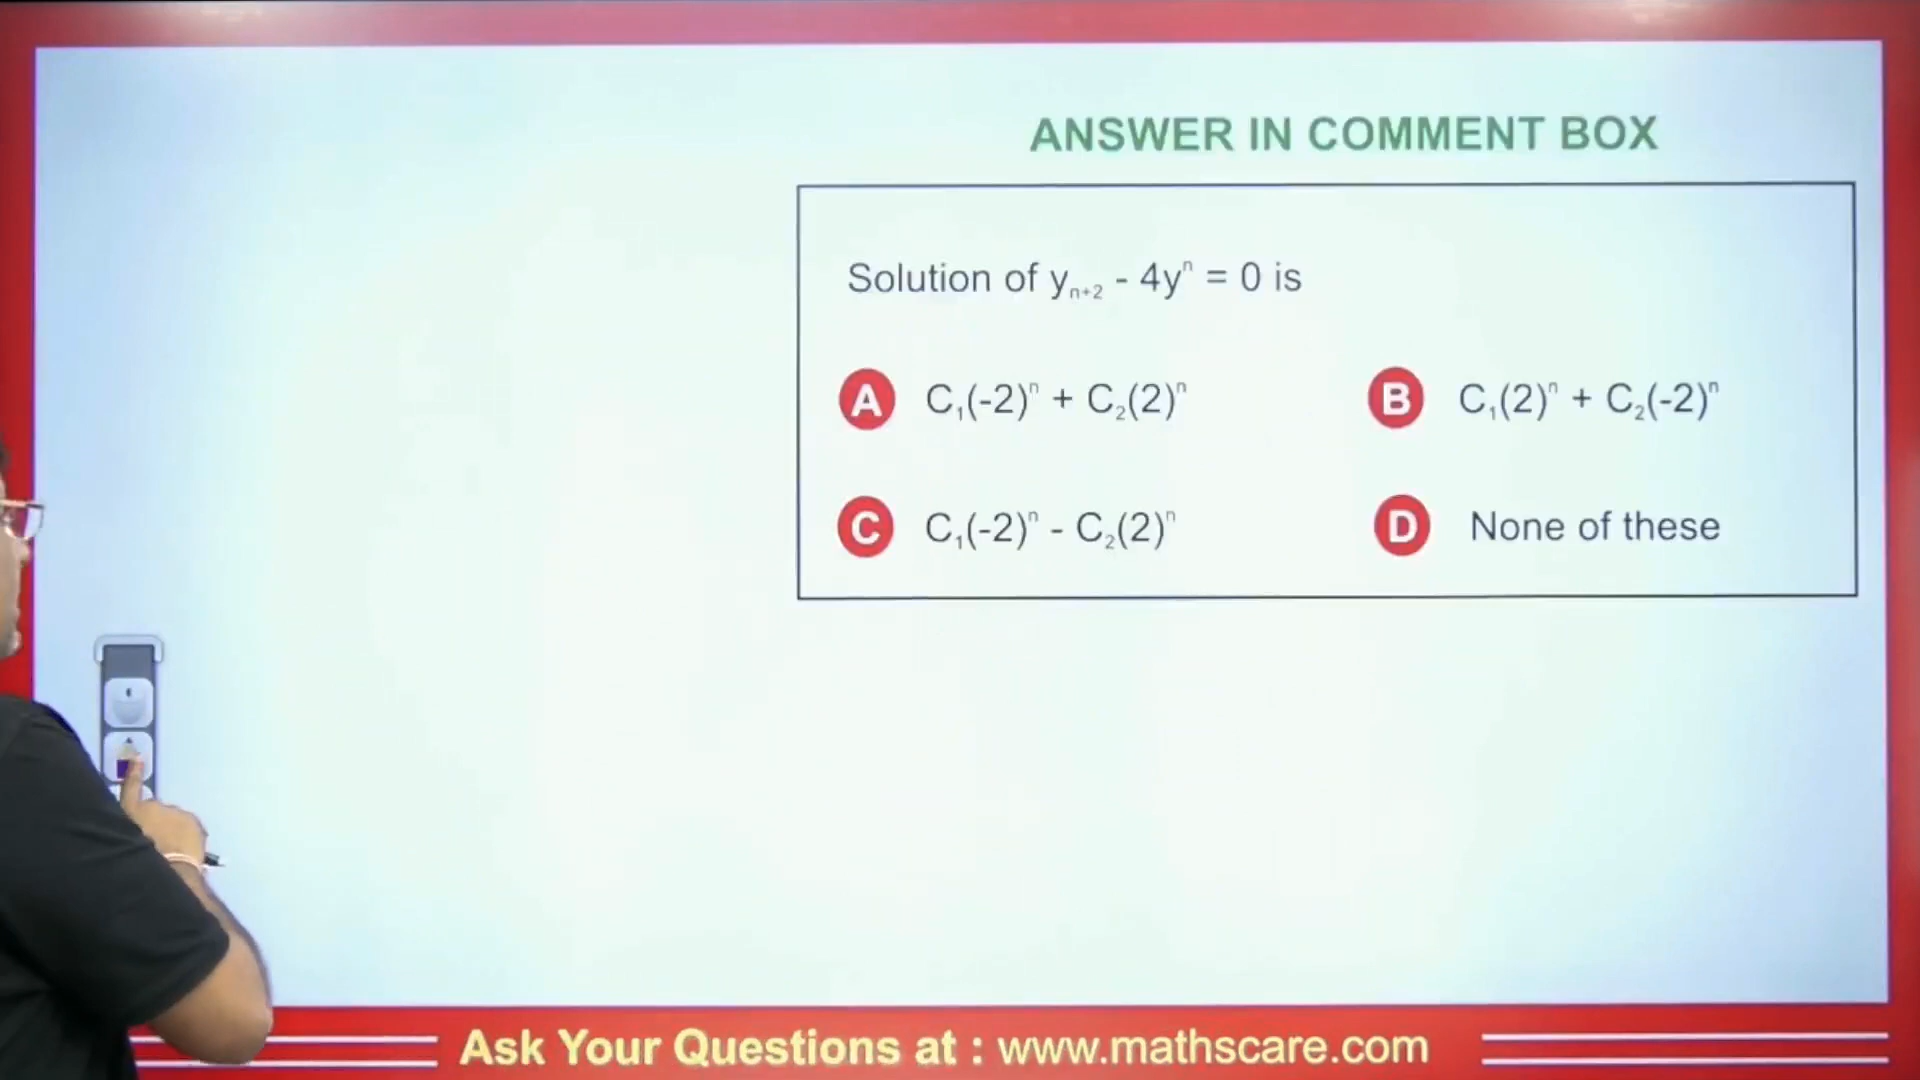 ANSWER IN COMMENT BOX
Solution of yₙ₊₂ - 4yⁿ = 0 is
A C₁(-2)ⁿ + C₂(2)ⁿ
B C₁(2)ⁿ + C₂(-2)ⁿ
C C₁(-2)ⁿ - C₂(2)ⁿ
D None of these
Ask Your Questions at : www.mathscare.com